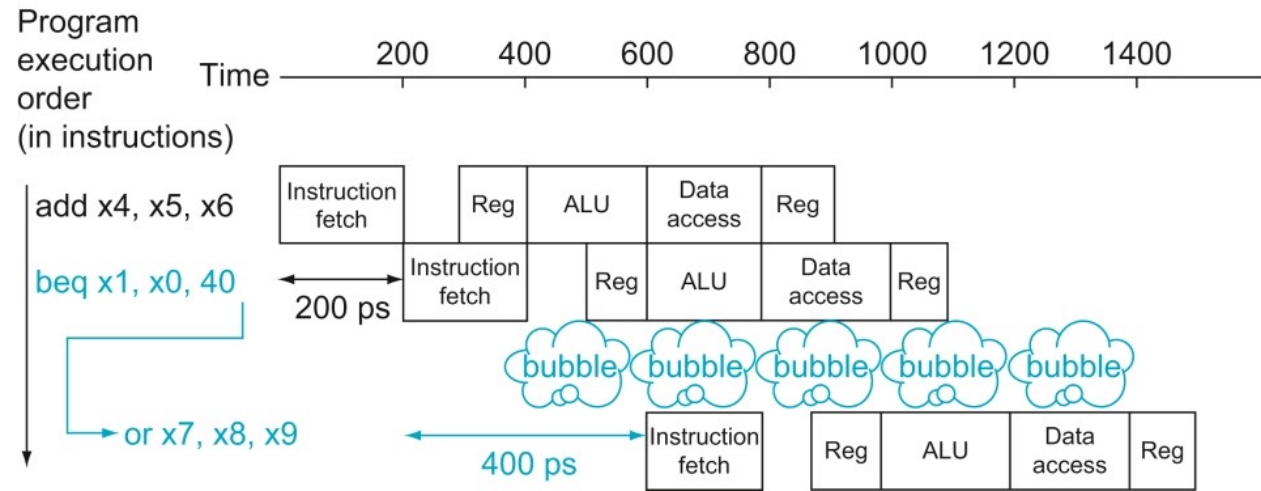 Program
execution
order
(in instructions)
Time
200 400 600 800 1000 1200 1400
add x4, x5, x6
Instruction
fetch
Reg
ALU
Data
access
Reg
beq x1, x0, 40
200 ps
Instruction
fetch
Reg
ALU
Data
access
Reg
bubble bubble bubble bubble bubble
or x7, x8, x9
400 ps
Instruction
fetch
Reg
ALU
Data
access
Reg